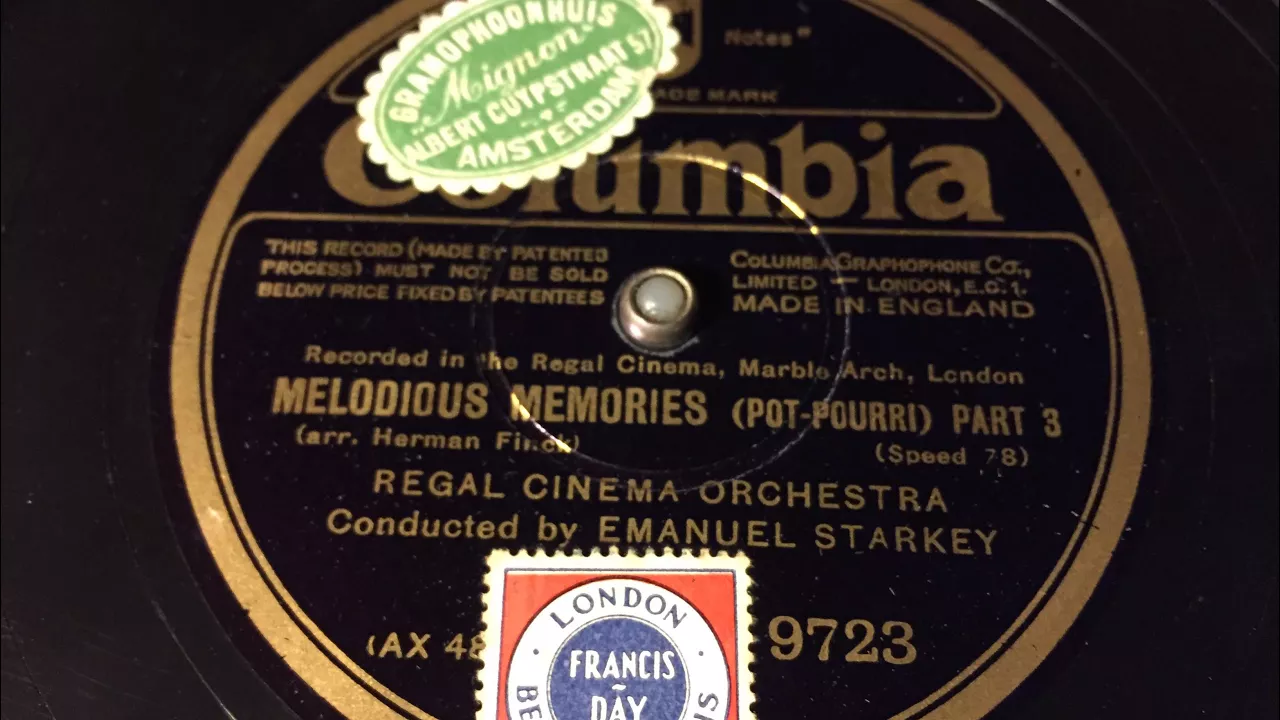 GRAMOPHOONHUIS
„Mignon"
ALBERT CUYPSTRAAT 57
AMSTERDAM
Notes"
MARK
Columbia
THIS RECORD (MADE BY PATENTED
PROCESS) MUST NOT BE SOLD
BELOW PRICE FIXED BY PATENTEES
COLUMBIA GRAPHOPHONE CO.,
LIMITED — LONDON, E.C.1.
MADE IN ENGLAND
Recorded in the Regal Cinema, Marble Arch, London
MELODIOUS MEMORIES (POT-POURRI) PART 3
(arr. Herman Finck)
(Speed 78)
REGAL CINEMA ORCHESTRA
Conducted by EMANUEL STARKEY
(AX 48
9723
LONDON
FRANCIS
DAY